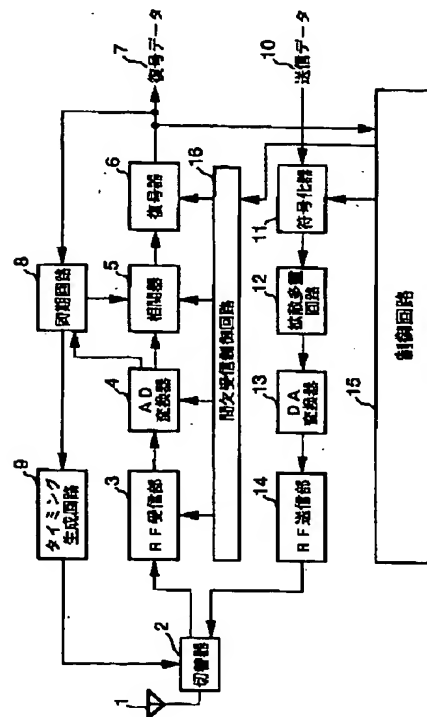 1
切替器
2
RF受信部
3
AD
変換器
4
相関器
5
復号器
6
復号データ
7
同期回路
8
タイミング
生成回路
9
送信データ
10
符号化器
11
拡散多重
回路
12
DA
変換器
13
RF送信部
14
制御回路
15
間欠受信制御回路
16